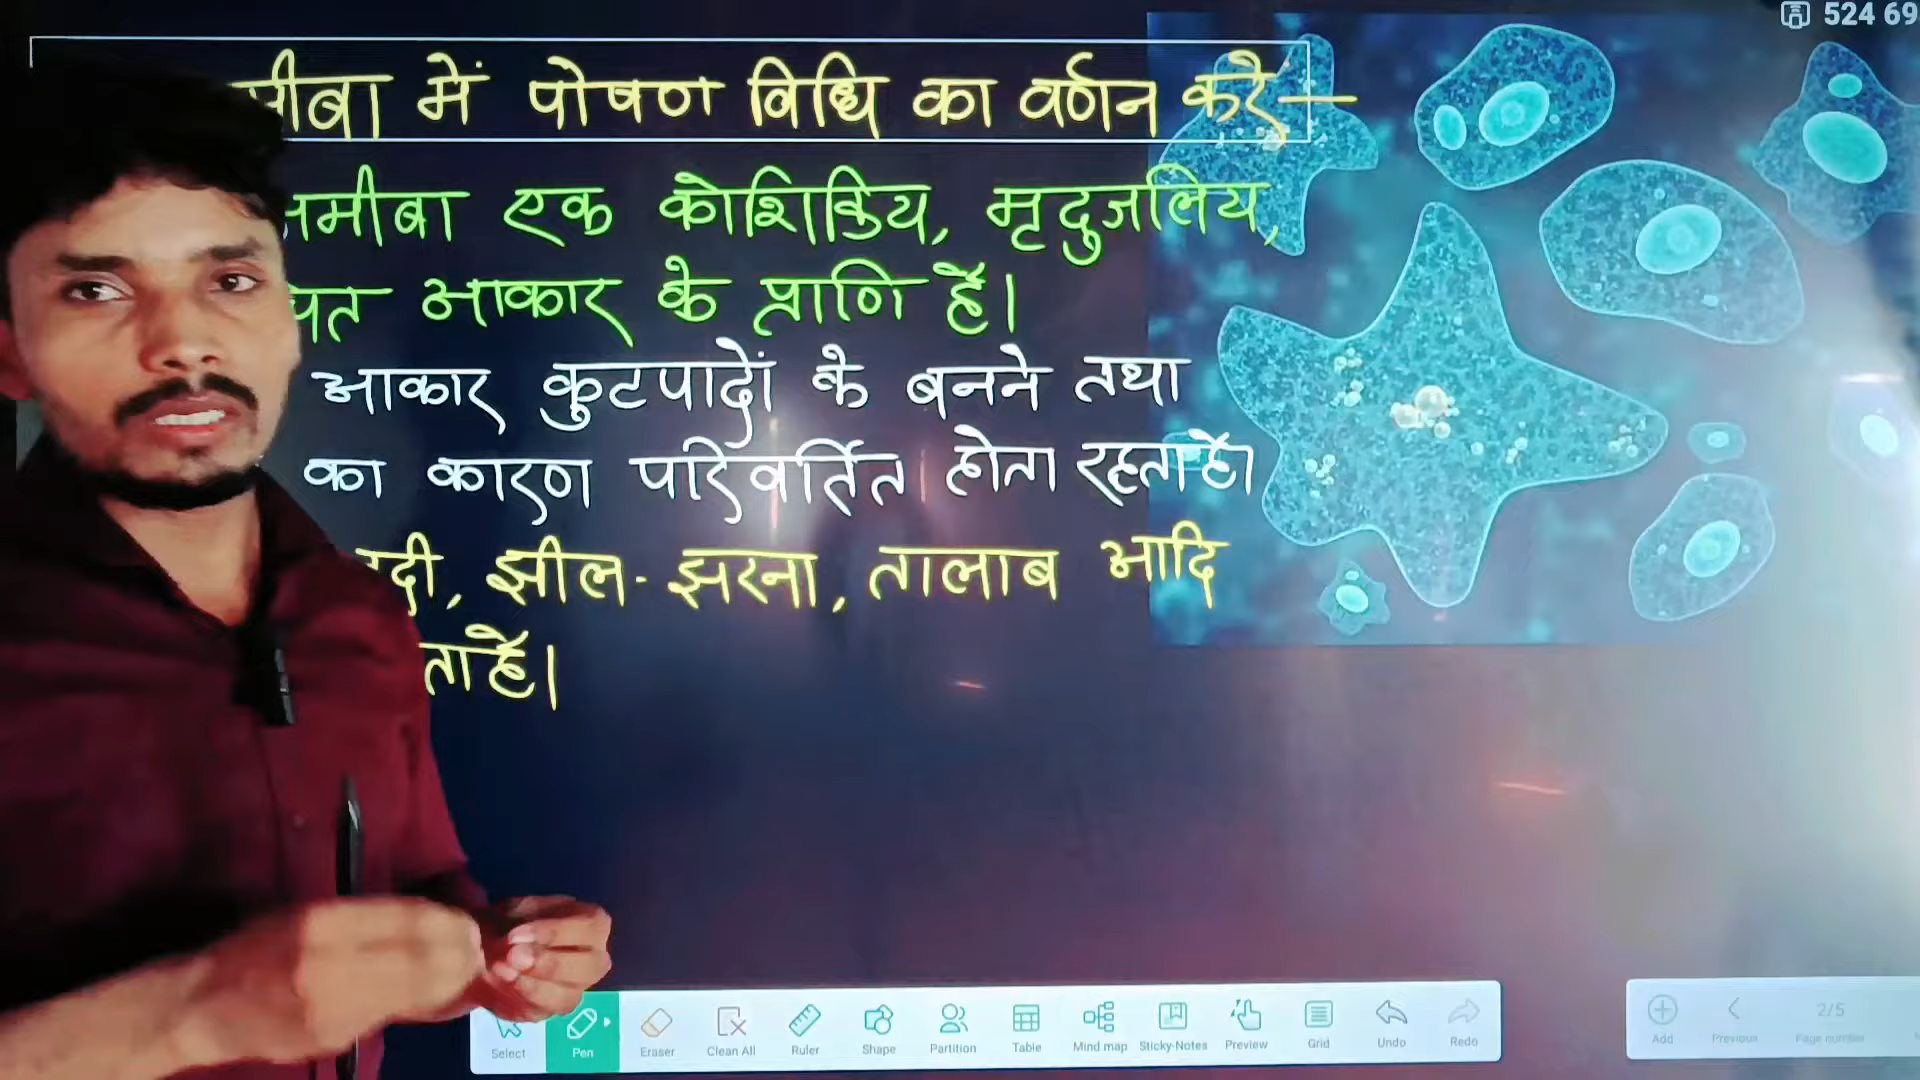 524 69
में पोषण विधि का वर्णन करें—
एक कोशिकिय, मृदुजलिय,
आकार के प्राणि हैं।
आकार कुटपादों के बनने तथा
का कारण परिवर्तित होता रहता हैं।
झील-झरना, तालाब आदि
ता हैं।
Select Pen Eraser Clean All Ruler Shape Partition Table Mind map Sticky-Notes Preview Grid Undo Redo Add Previous 2/5 Page number